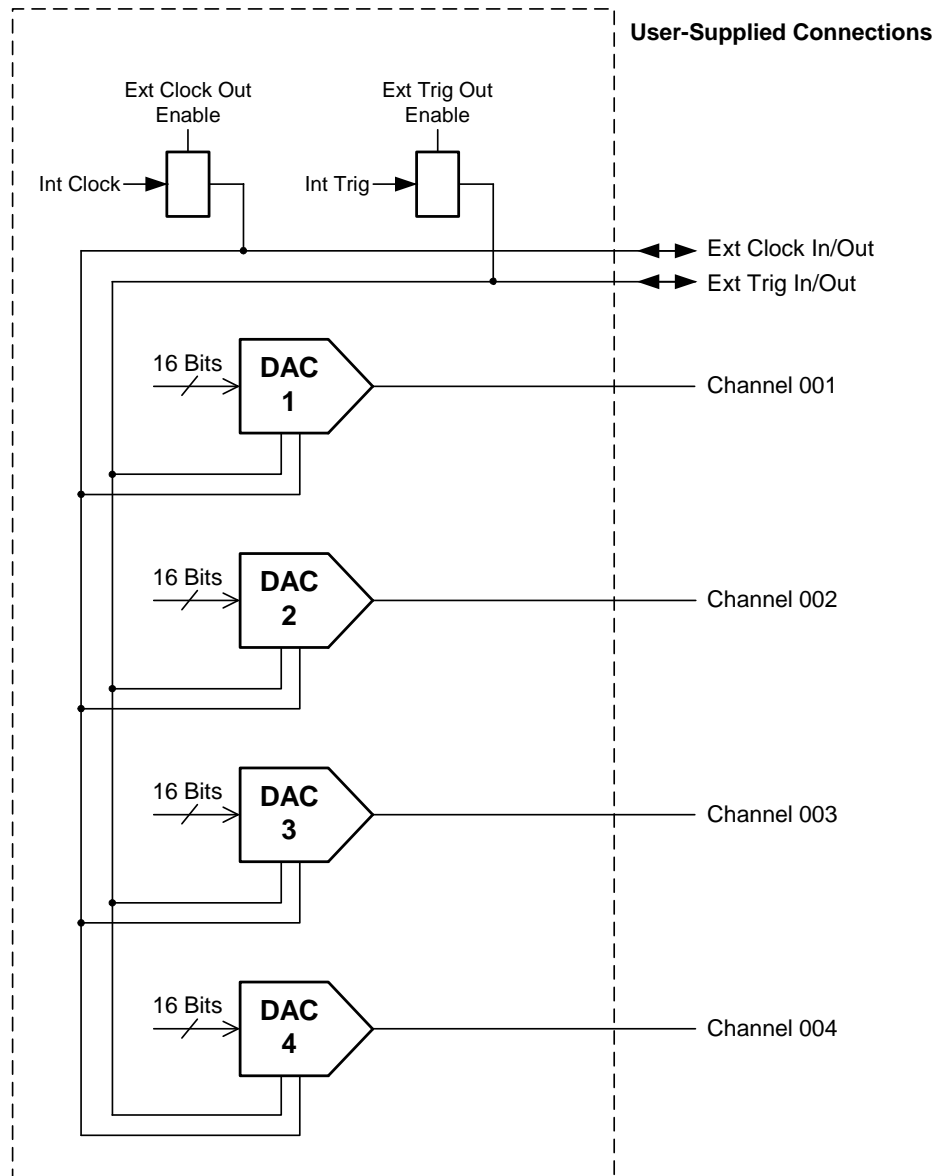 User-Supplied Connections
Ext Clock Out
Enable
Ext Trig Out
Enable
Int Clock
Int Trig
Ext Clock In/Out
Ext Trig In/Out
16 Bits
DAC
1
Channel 001
16 Bits
DAC
2
Channel 002
16 Bits
DAC
3
Channel 003
16 Bits
DAC
4
Channel 004